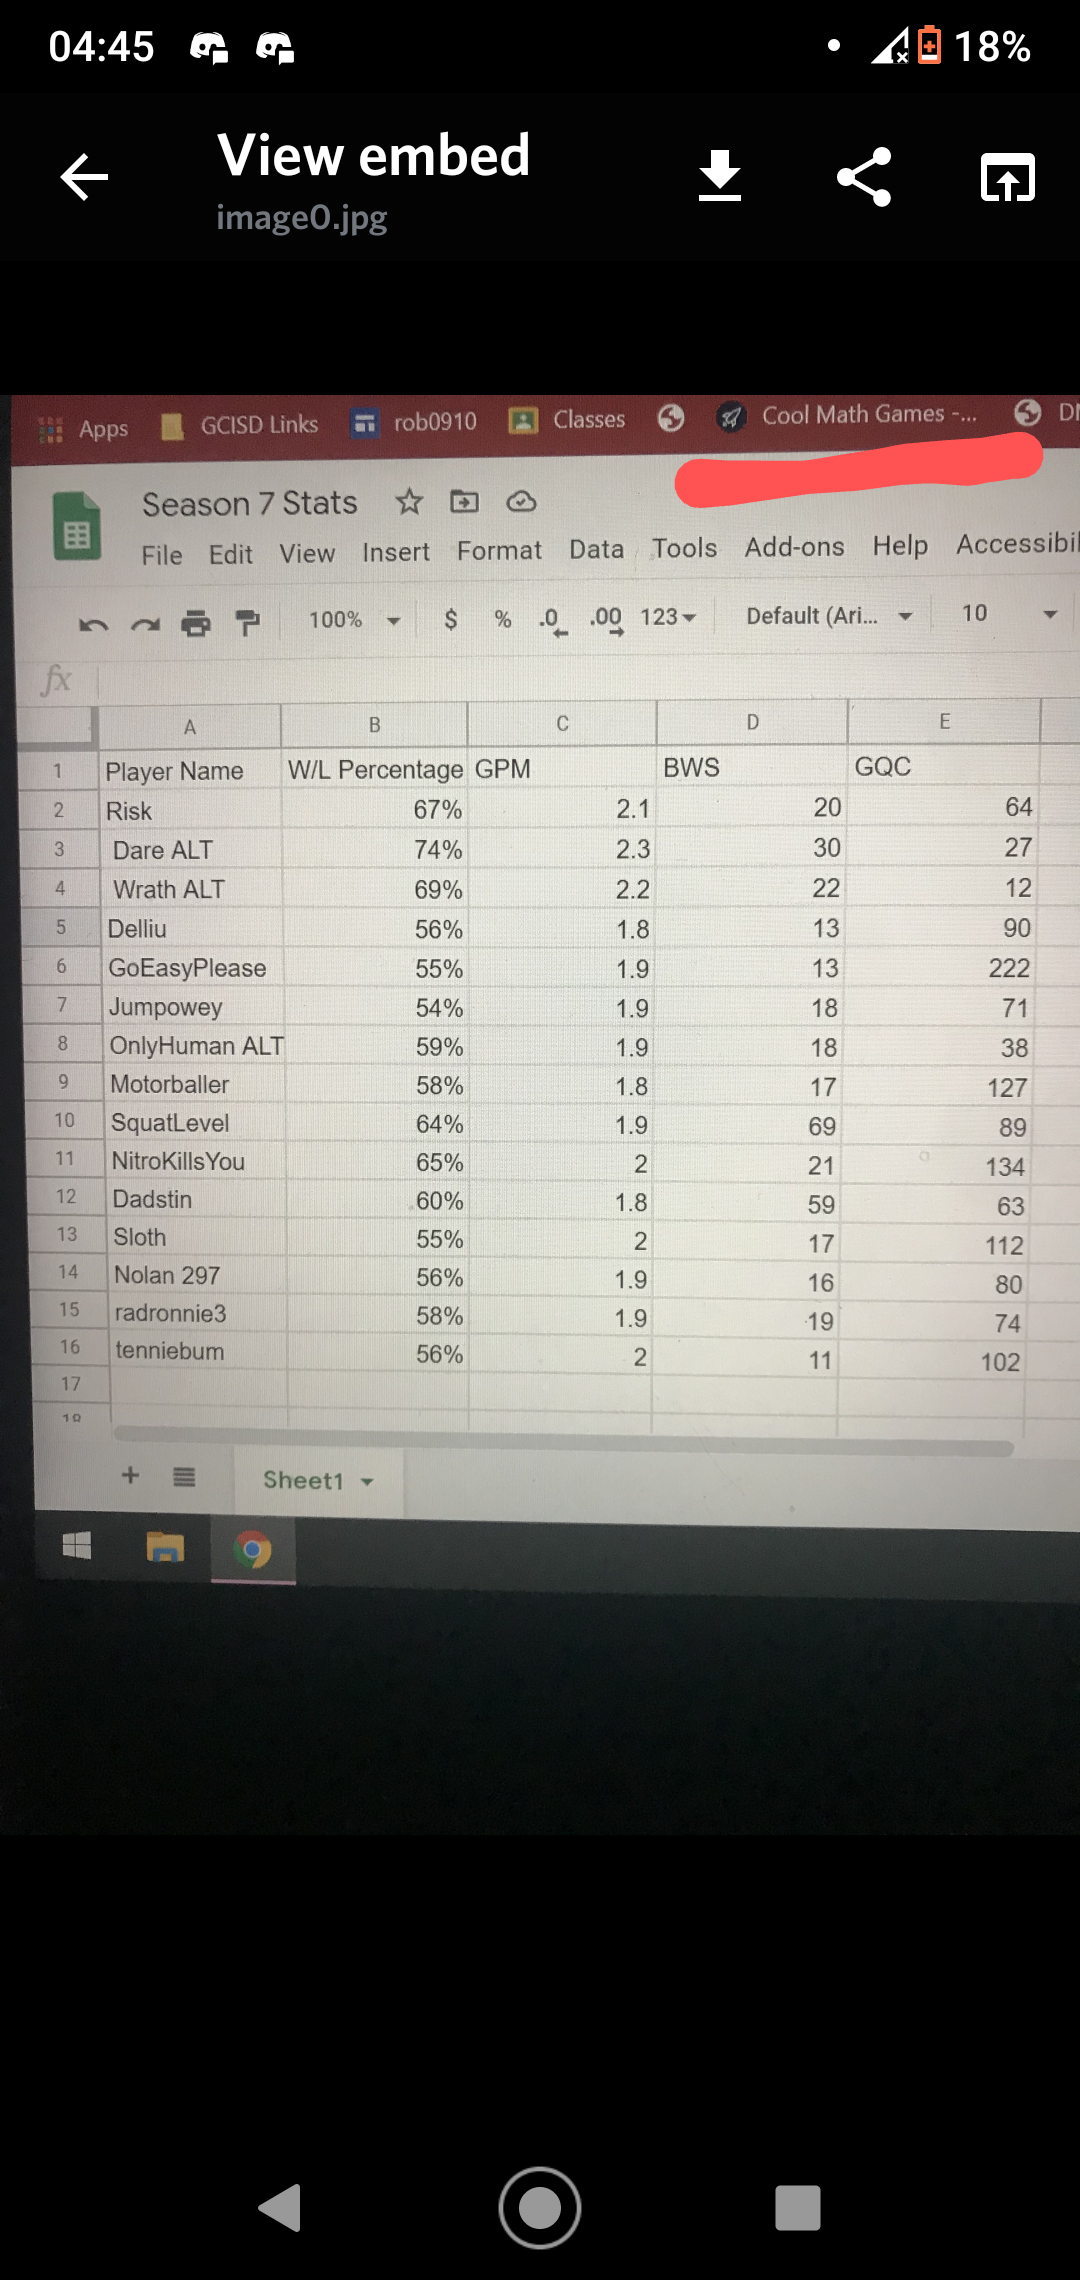 04:45 18%
View embed
image0.jpg
Apps GCISD Links rob0910 Classes Cool Math Games -...
Season 7 Stats
File Edit View Insert Format Data Tools Add-ons Help
100% $ % .0 .00 123 Default (Ari... 10
fx
A B C D E
1 Player Name W/L Percentage GPM BWS GQC
2 Risk 67% 2.1 20 64
3 Dare ALT 74% 2.3 30 27
4 Wrath ALT 69% 2.2 22 12
5 Delliu 56% 1.8 13 90
6 GoEasyPlease 55% 1.9 13 222
7 Jumpowey 54% 1.9 18 71
8 OnlyHuman ALT 59% 1.9 18 38
9 Motorballer 58% 1.8 17 127
10 SquatLevel 64% 1.9 69 89
11 NitroKillsYou 65% 2 21 134
12 Dadstin 60% 1.8 59 63
13 Sloth 55% 2 17 112
14 Nolan 297 56% 1.9 16 80
15 radronnie3 58% 1.9 19 74
16 tenniebum 56% 2 11 102
17
18
+ Sheet1